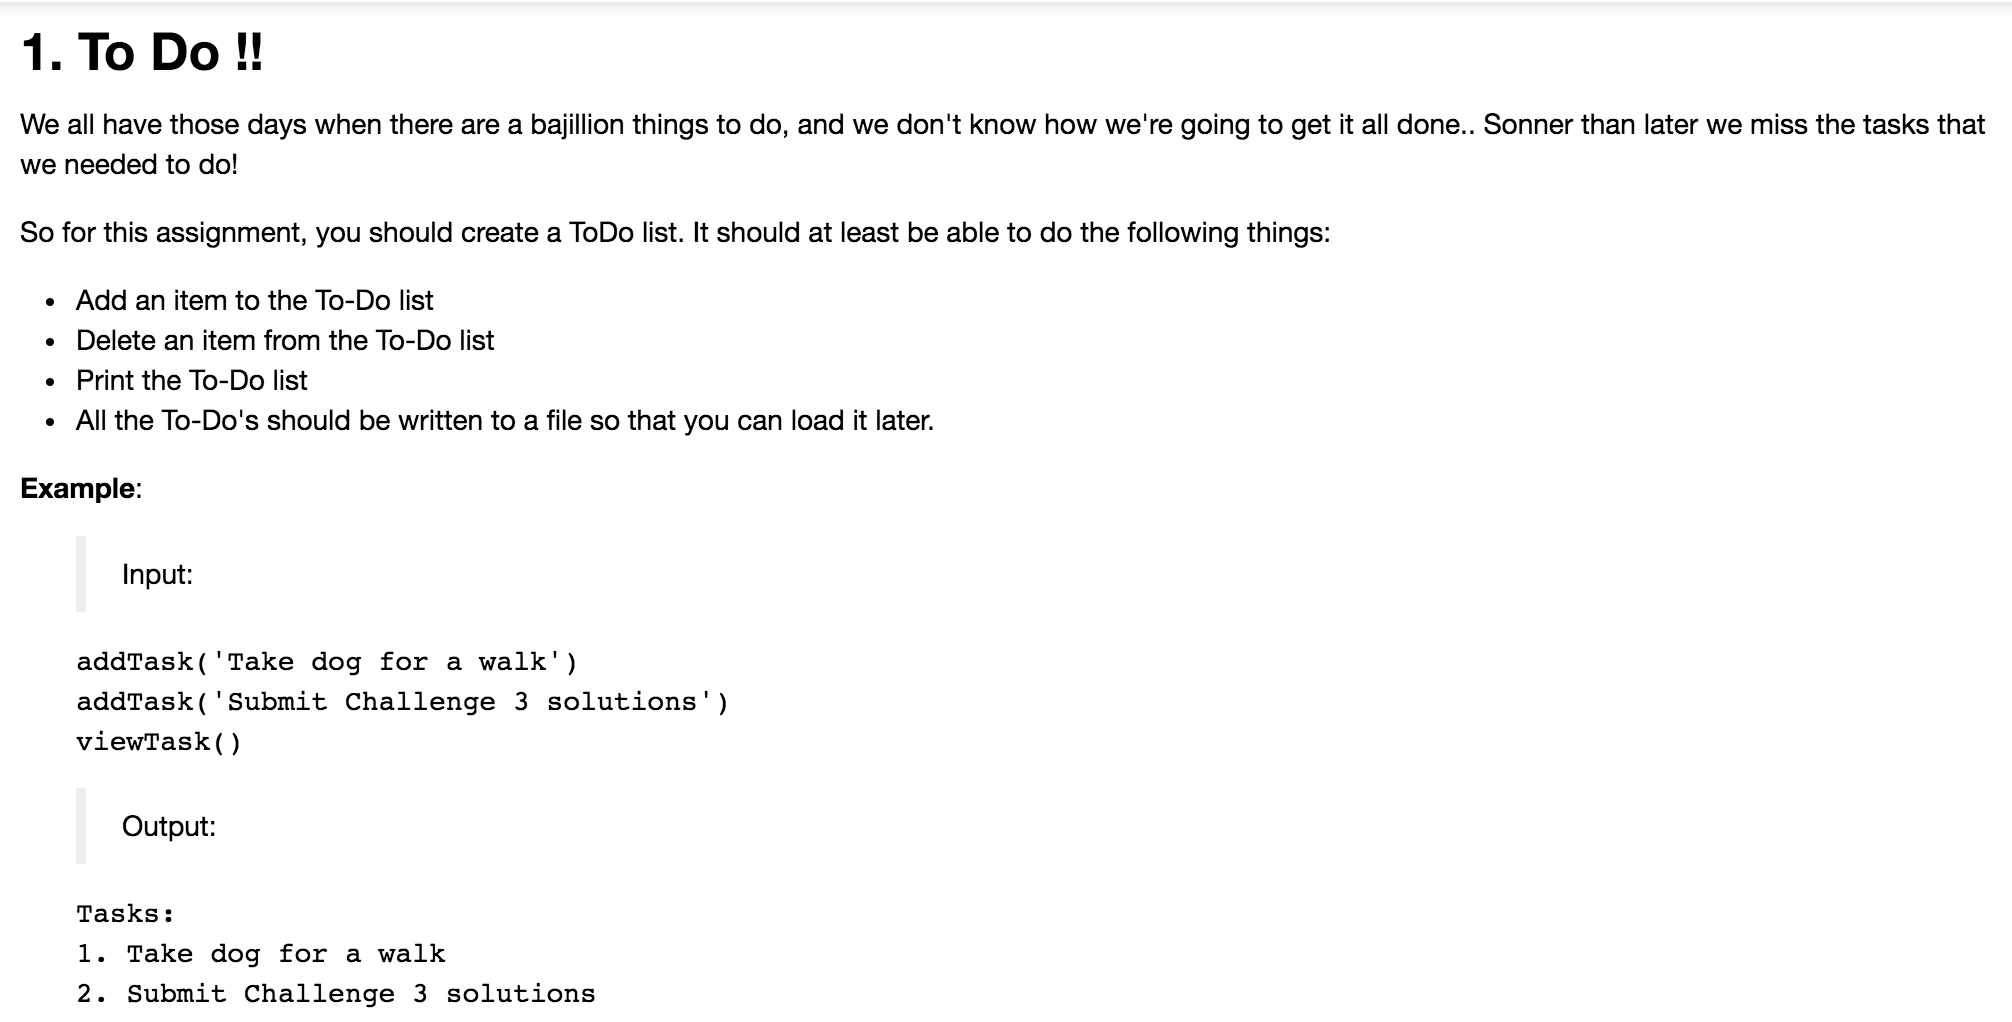 1. To Do !!
We all have those days when there are a bajillion things to do, and we don't know how we're going to get it all done.. Sonner than later we miss the tasks that
we needed to do!
So for this assignment, you should create a ToDo list. It should at least be able to do the following things:
• Add an item to the To-Do list
• Delete an item from the To-Do list
• Print the To-Do list
• All the To-Do's should be written to a file so that you can load it later.
Example:
Input:
addTask('Take dog for a walk')
addTask('Submit Challenge 3 solutions')
viewTask()
Output:
Tasks:
1. Take dog for a walk
2. Submit Challenge 3 solutions